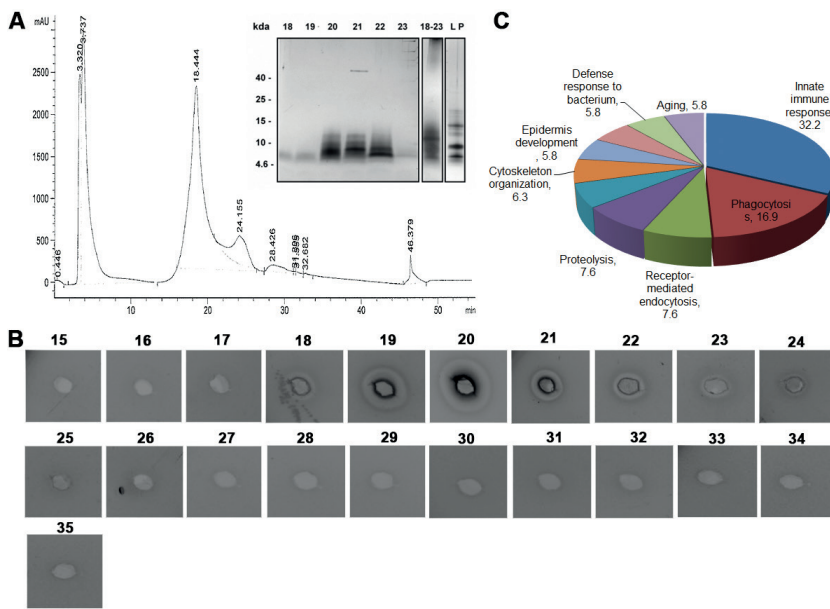 A
mAU
2500
2000
1500
1000
500
0
0.446
3.320
3.737
18.444
24.155
28.426
32.682
46.379
10
20
30
40
50
min
kda
18 19 20 21 22 23 18-23 L P
40 -
25 -
15 -
10 -
4.6 -
C
Innate
immune
response,
32.2
Phagocytosi
s, 16.9
Receptor-
mediated
endocytosis,
7.6
Proteolysis,
7.6
Cytoskeleton
organization,
6.3
Epidermis
development
, 5.8
Defense
response to
bacterium,
5.8
Aging, 5.8
B
15 16 17 18 19 20 21 22 23 24
25 26 27 28 29 30 31 32 33 34
35